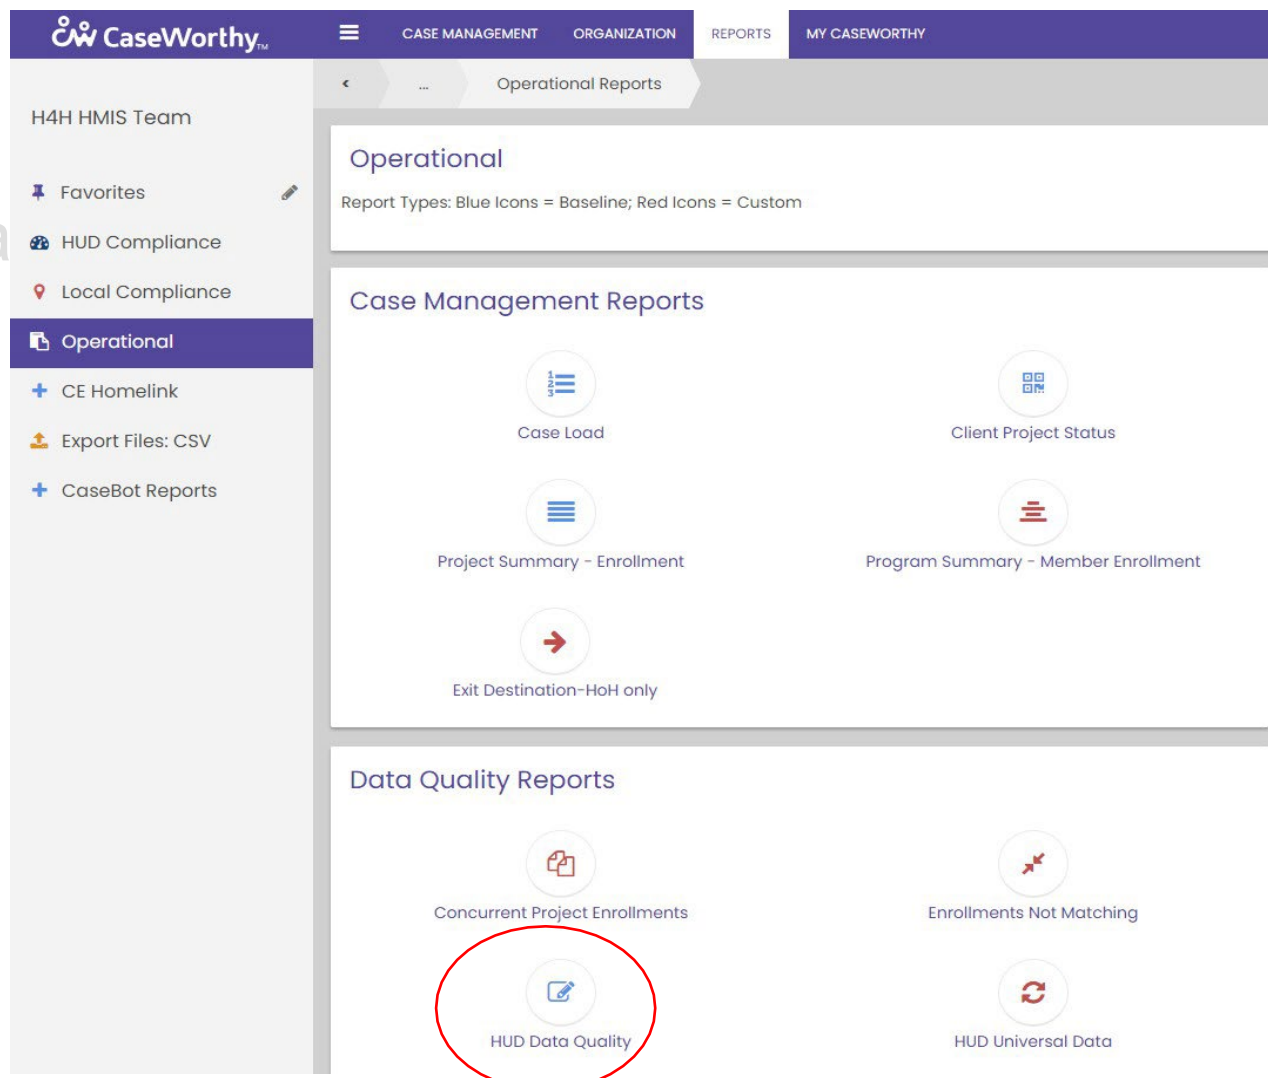 CaseWorthy™
CASE MANAGEMENT ORGANIZATION REPORTS MY CASEWORTHY
... Operational Reports
H4H HMIS Team
Favorites
HUD Compliance
Local Compliance
Operational
CE Homelink
Export Files: CSV
CaseBot Reports
Operational
Report Types: Blue Icons = Baseline; Red Icons = Custom
Case Management Reports
Case Load
Client Project Status
Project Summary - Enrollment
Program Summary - Member Enrollment
Exit Destination-HoH only
Data Quality Reports
Concurrent Project Enrollments
Enrollments Not Matching
HUD Data Quality
HUD Universal Data